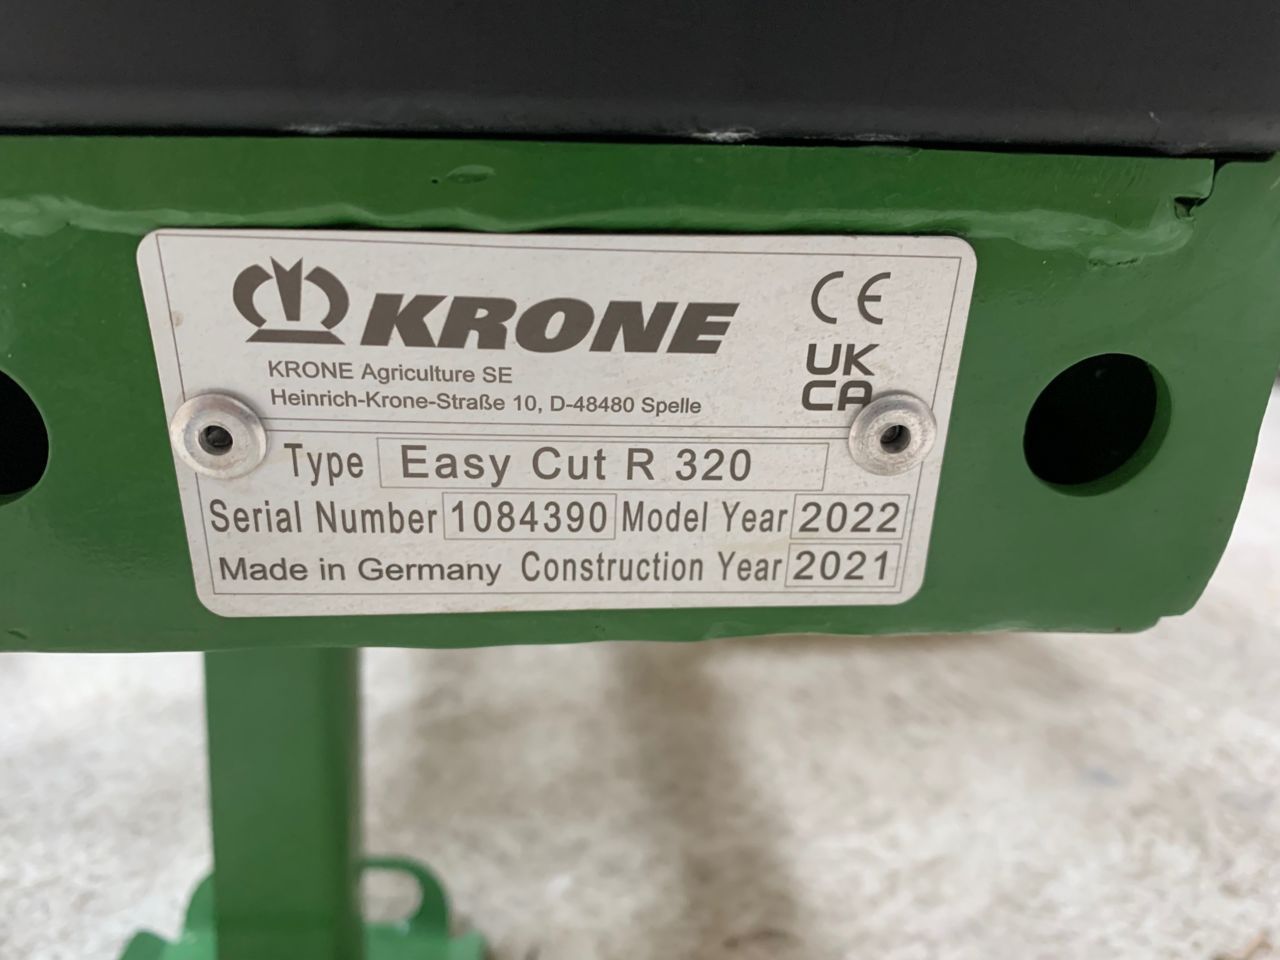 KRONE
CE
UK
CA
KRONE Agriculture SE
Heinrich-Krone-Straße 10, D-48480 Spelle
Type Easy Cut R 320
Serial Number 1084390 Model Year 2022
Made in Germany Construction Year 2021